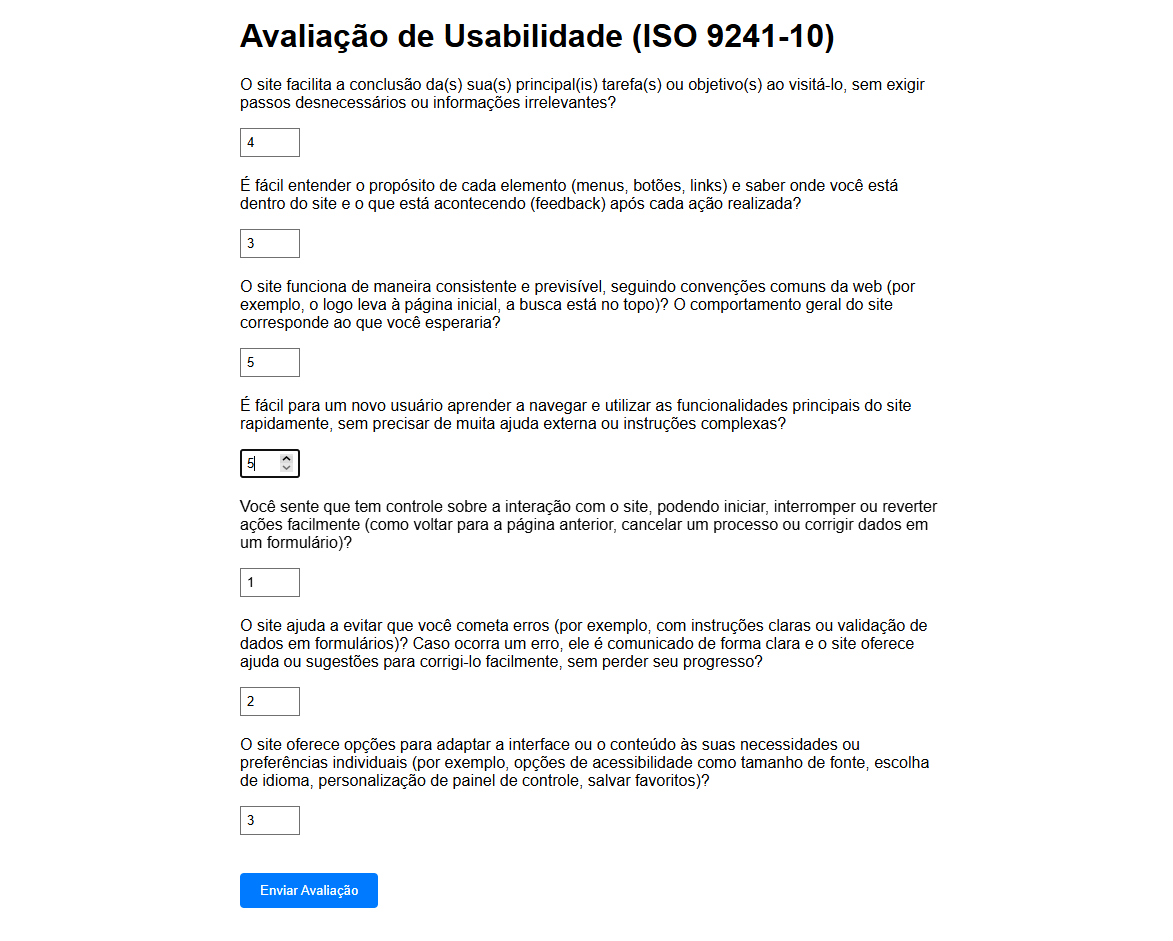 Avaliação de Usabilidade (ISO 9241-10)
O site facilita a conclusão da(s) sua(s) principal(is) tarefa(s) ou objetivo(s) ao visitá-lo, sem exigir
passos desnecessários ou informações irrelevantes?
4
É fácil entender o propósito de cada elemento (menus, botões, links) e saber onde você está
dentro do site e o que está acontecendo (feedback) após cada ação realizada?
3
O site funciona de maneira consistente e previsível, seguindo convenções comuns da web (por
exemplo, o logo leva à página inicial, a busca está no topo)? O comportamento geral do site
corresponde ao que você esperaria?
5
É fácil para um novo usuário aprender a navegar e utilizar as funcionalidades principais do site
rapidamente, sem precisar de muita ajuda externa ou instruções complexas?
5
Você sente que tem controle sobre a interação com o site, podendo iniciar, interromper ou reverter
ações facilmente (como voltar para a página anterior, cancelar um processo ou corrigir dados em
um formulário)?
1
O site ajuda a evitar que você cometa erros (por exemplo, com instruções claras ou validação de
dados em formulários)? Caso ocorra um erro, ele é comunicado de forma clara e o site oferece
ajuda ou sugestões para corrigi-lo facilmente, sem perder seu progresso?
2
O site oferece opções para adaptar a interface ou o conteúdo às suas necessidades ou
preferências individuais (por exemplo, opções de acessibilidade como tamanho de fonte, escolha
de idioma, personalização de painel de controle, salvar favoritos)?
3
Enviar Avaliação